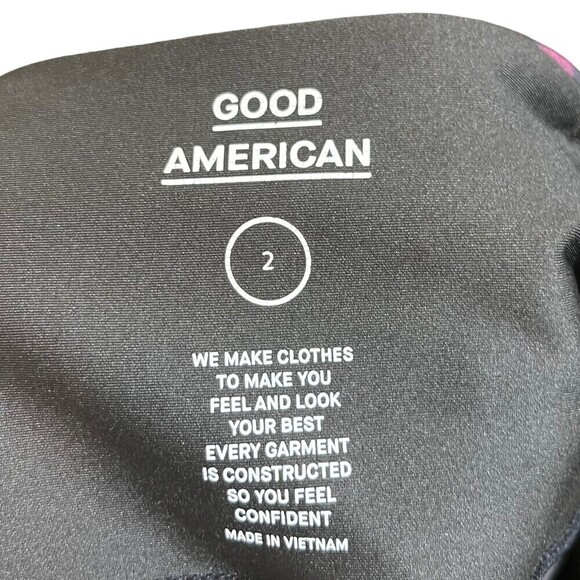 GOOD
AMERICAN
2
WE MAKE CLOTHES
TO MAKE YOU
FEEL AND LOOK
YOUR BEST
EVERY GARMENT
IS CONSTRUCTED
SO YOU FEEL
CONFIDENT
MADE IN VIETNAM